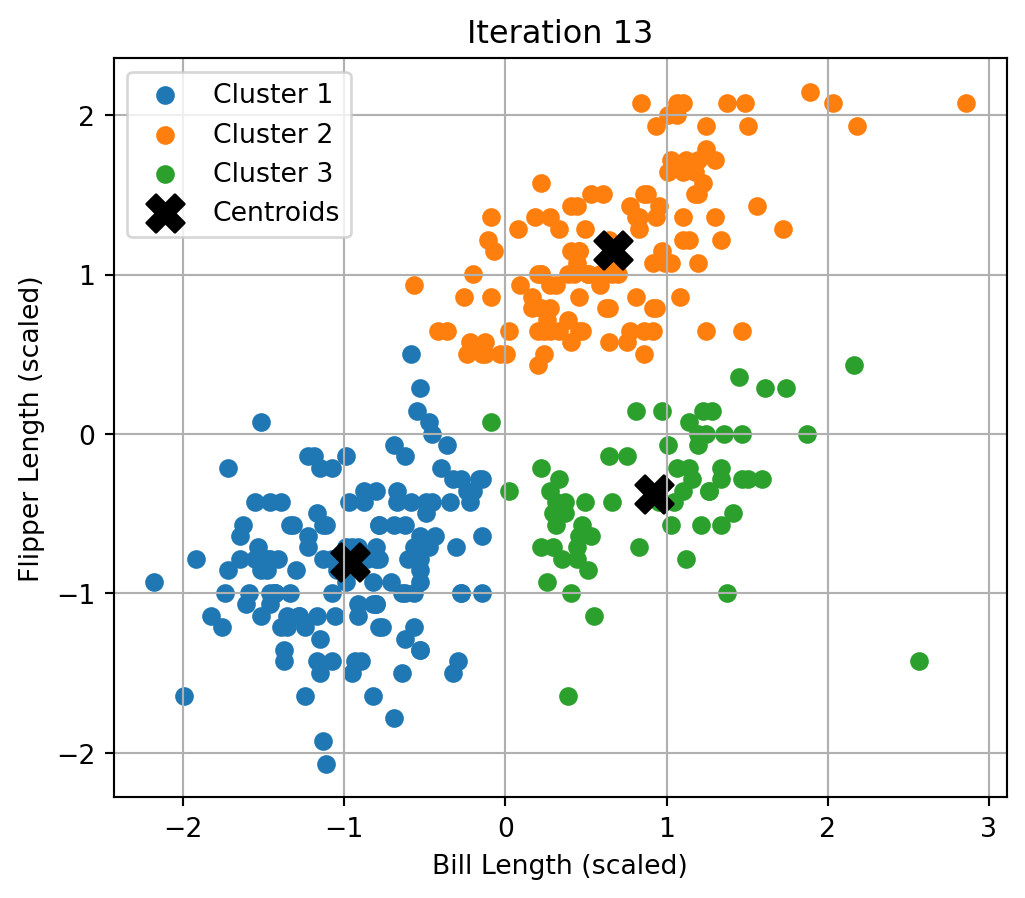 Iteration 13
Cluster 1
Cluster 2
Cluster 3
Centroids
2
1
0
−1
−2
Flipper Length (scaled)
−2 −1 0 1 2 3
Bill Length (scaled)